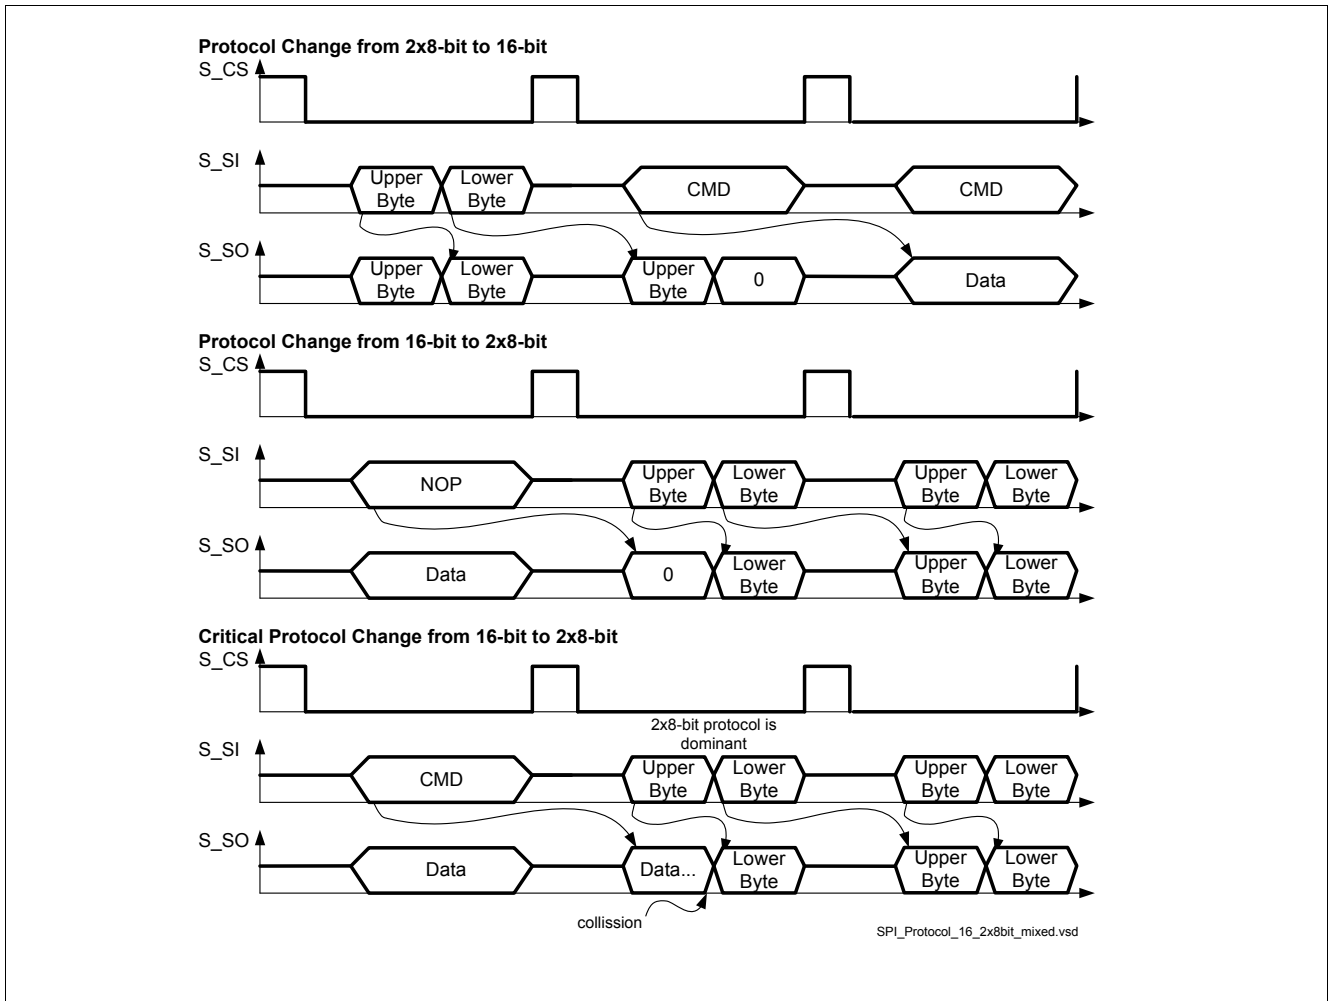 Protocol Change from 2x8-bit to 16-bit
S_CS
S_SI
Upper
Byte
Lower
Byte
CMD
CMD
S_SO
Upper
Byte
Lower
Byte
Upper
Byte
0
Data
Protocol Change from 16-bit to 2x8-bit
S_CS
S_SI
NOP
Upper
Byte
Lower
Byte
Upper
Byte
Lower
Byte
S_SO
Data
0
Lower
Byte
Upper
Byte
Lower
Byte
Critical Protocol Change from 16-bit to 2x8-bit
S_CS
2x8-bit protocol is
dominant
S_SI
CMD
Upper
Byte
Lower
Byte
Upper
Byte
Lower
Byte
S_SO
Data
Data...
Lower
Byte
Upper
Byte
Lower
Byte
collission
SPI_Protocol_16_2x8bit_mixed.vsd